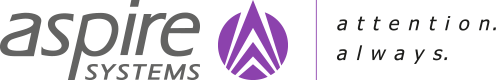 aspire
SYSTEMS
attention.
always.